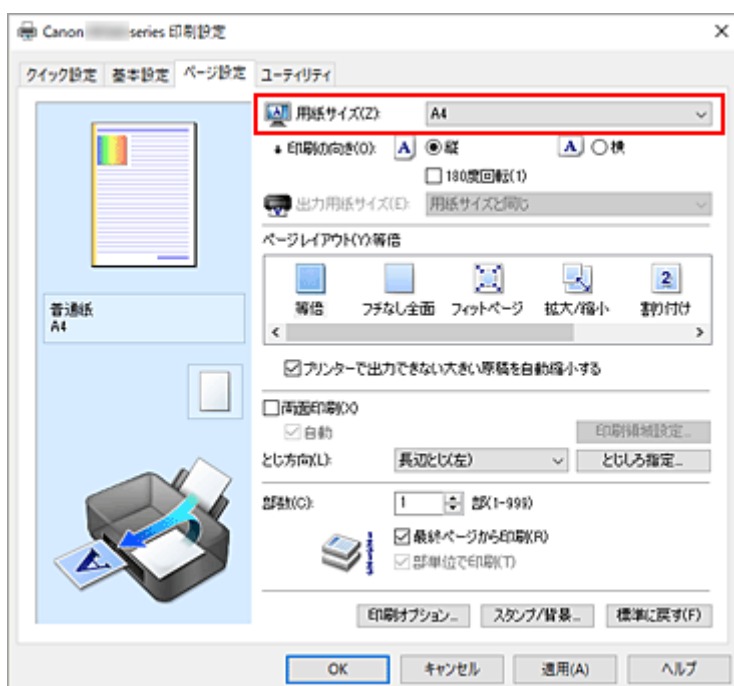 Canon series 印刷設定
クイック設定 基本設定 ページ設定 ユーティリティ
用紙サイズ(Z): A4
印刷の向き(O): A 縦 A 横
180度回転(1)
出力用紙サイズ(E): 用紙サイズと同じ
ページレイアウト(Y):等倍
等倍 フチなし全面 フィットページ 拡大/縮小 2 割り付け
普通紙
A4
プリンターで出力できない大きい原稿を自動縮小する
両面印刷(X)
自動 印刷領域設定...
とじ方向(L): 長辺とじ(左) とじしろ指定...
部数(C): 1 部(1-999)
最終ページから印刷(R)
部単位で印刷(T)
A
印刷オプション... スタンプ/背景... 標準に戻す(F)
OK キャンセル 適用(A) ヘルプ